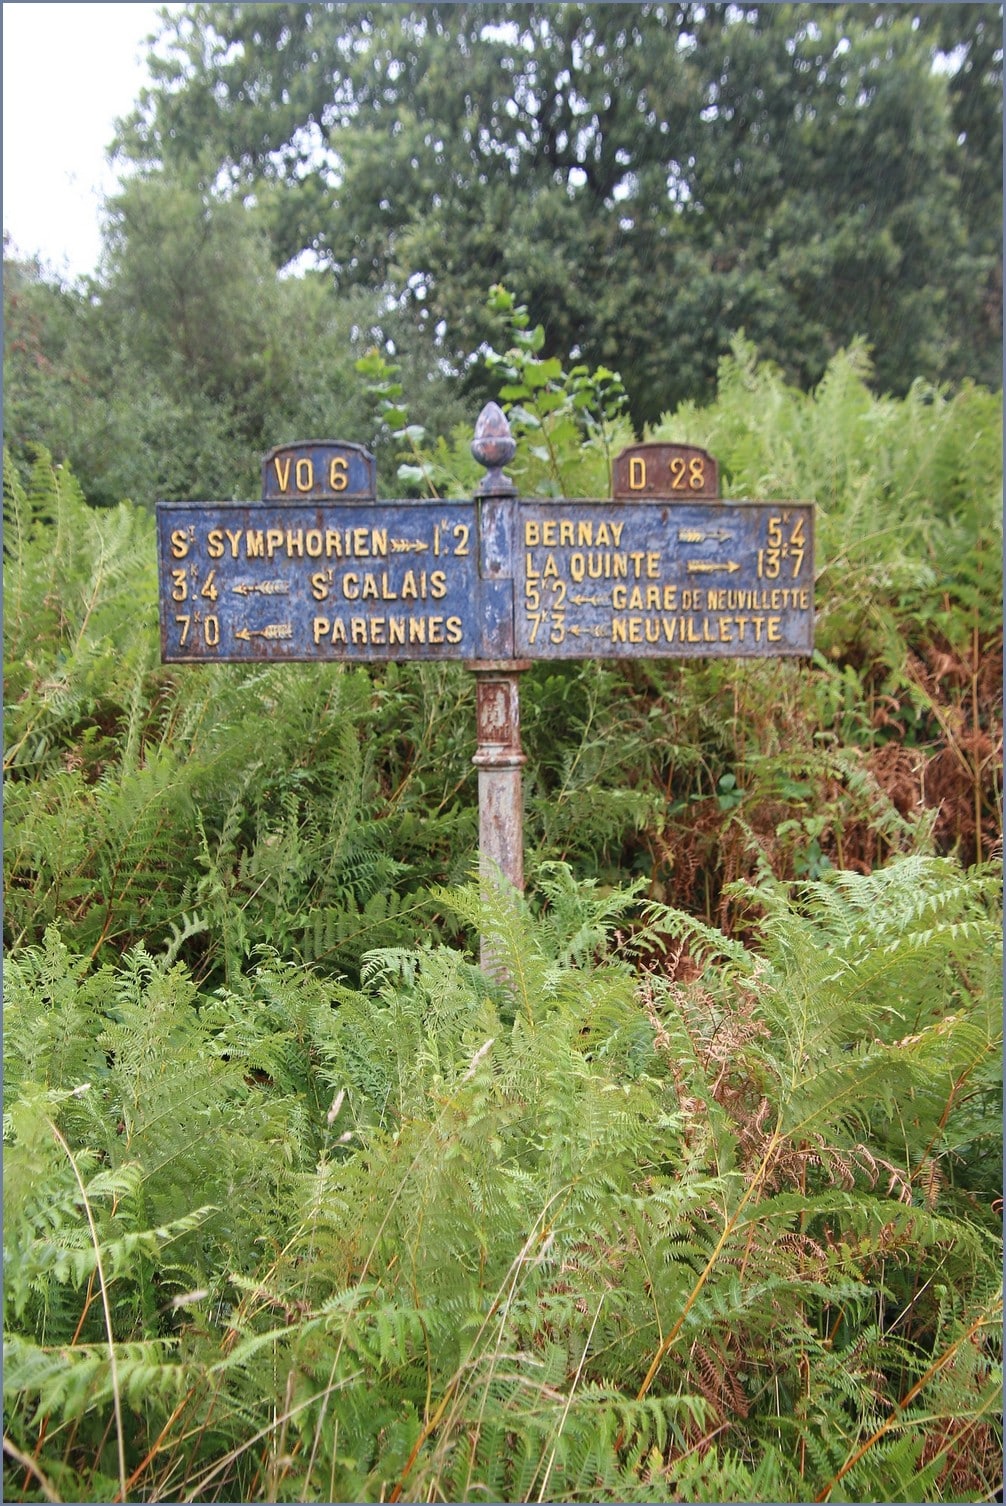 VO 6
ST SYMPHORIEN 1K2
3K4 ST CALAIS
7K0 PARENNES
D. 28
BERNAY 5K4
LA QUINTE 13K7
5K2 GARE DE NEUVILLETTE
7K3 NEUVILLETTE